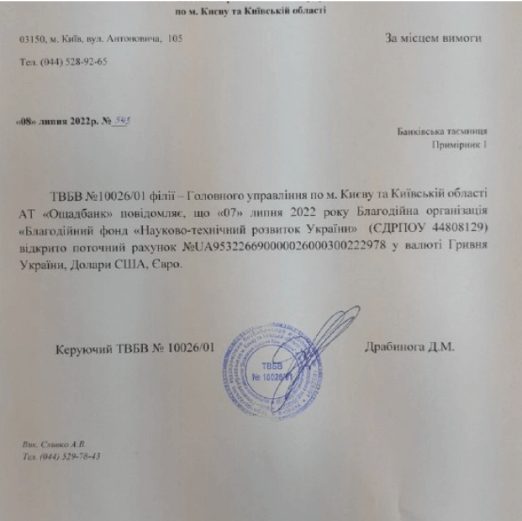 по м. Києву та Київській області
03150, м. Київ, вул. Антоновича, 105
За місцем вимоги
Тел. (044) 528-92-65
«08» липня 2022р. № 545
Банківська таємниця
Примірник 1
ТВБВ №10026/01 філії – Головного управління по м. Києву та Київській області
АТ «Ощадбанк» повідомляє, що «07» липня 2022 року Благодійна організація
«Благодійний фонд «Науково-технічний розвиток України» (ЄДРПОУ 44808129)
відкрито поточний рахунок №UA953226690000026000300222978 у валюті Гривня
України, Долари США, Євро.
Керуючий ТВБВ № 10026/01
Драбинога Д.М.
ТВБВ
№ 10026/01
Вик. Славко А.В.
Тел. (044) 529-78-43